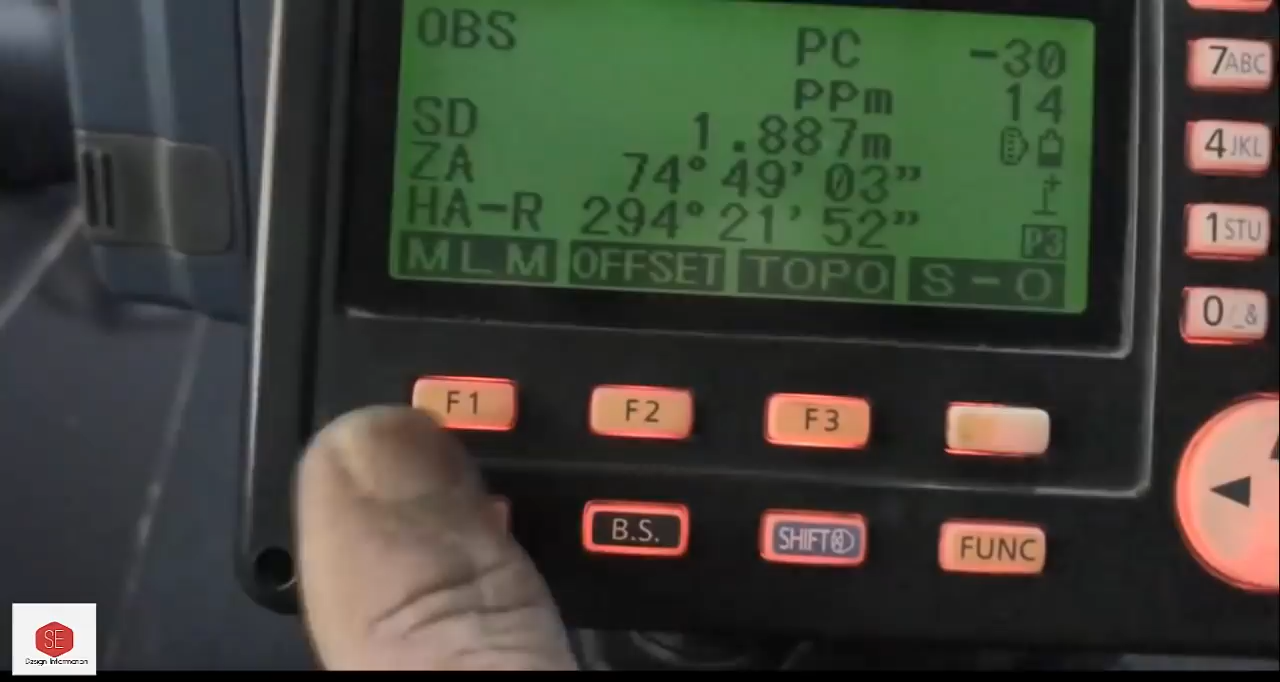 OBS PC -30
PPm 14
SD 1.887m
ZA 74°49'03"
HA-R 294°21'52"
P3
MLM OFFSET TOPO S-O
F1 F2 F3
B.S. SHIFT FUNC
7ABC
4JKL
1STU
0/_&
SE
Design Information